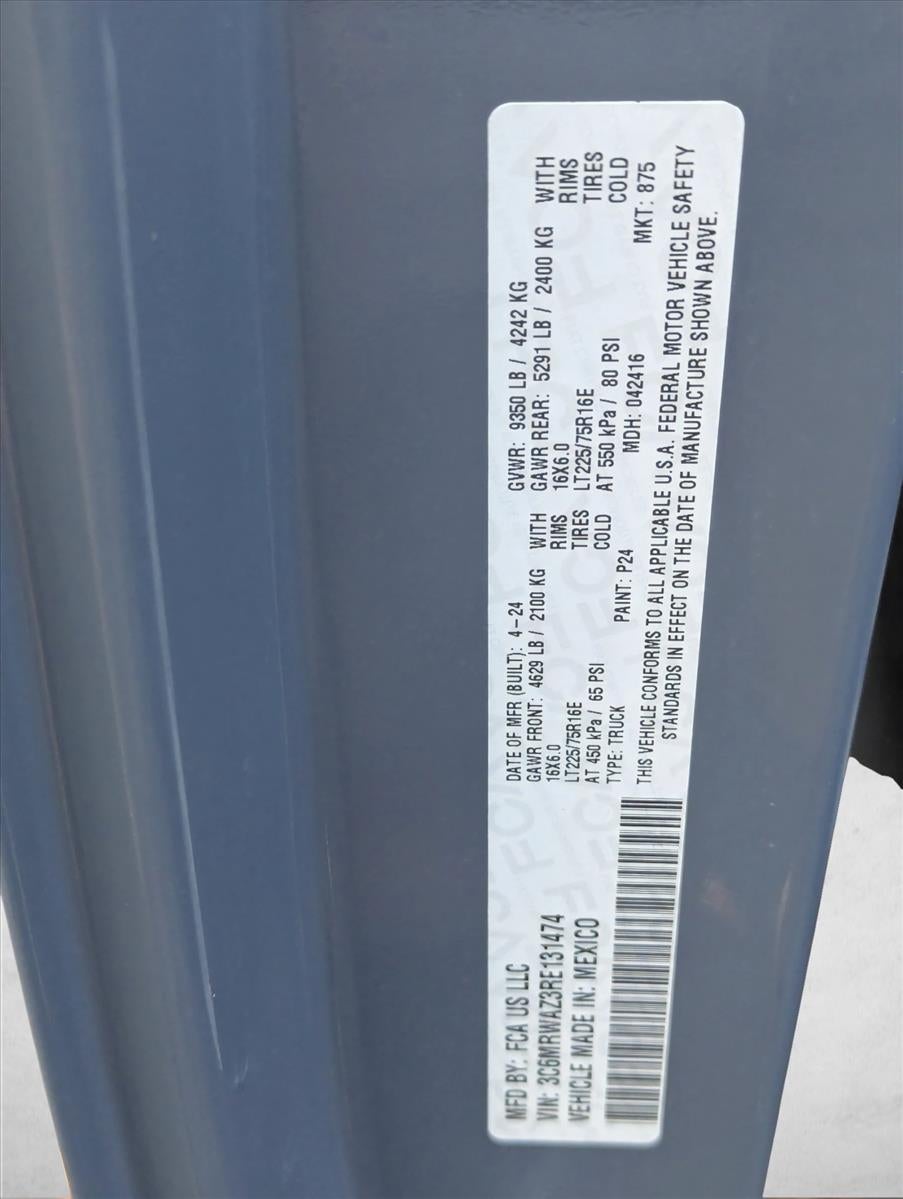 MFD BY: FCA US LLC
VIN: 3C6MRWAZ3RE131474
VEHICLE MADE IN: MEXICO
DATE OF MFR (BUILT): 4-24 GVWR: 9350 LB / 4242 KG
GAWR FRONT: 4629 LB / 2100 KG WITH GAWR REAR: 5291 LB / 2400 KG WITH
16X6.0 RIMS 16X6.0 RIMS
LT225/75R16E TIRES LT225/75R16E TIRES
AT 450 kPa / 65 PSI COLD AT 550 kPa / 80 PSI COLD
TYPE: TRUCK PAINT: P24 MDH: 042416 MKT: 875
THIS VEHICLE CONFORMS TO ALL APPLICABLE U.S.A. FEDERAL MOTOR VEHICLE SAFETY
STANDARDS IN EFFECT ON THE DATE OF MANUFACTURE SHOWN ABOVE.